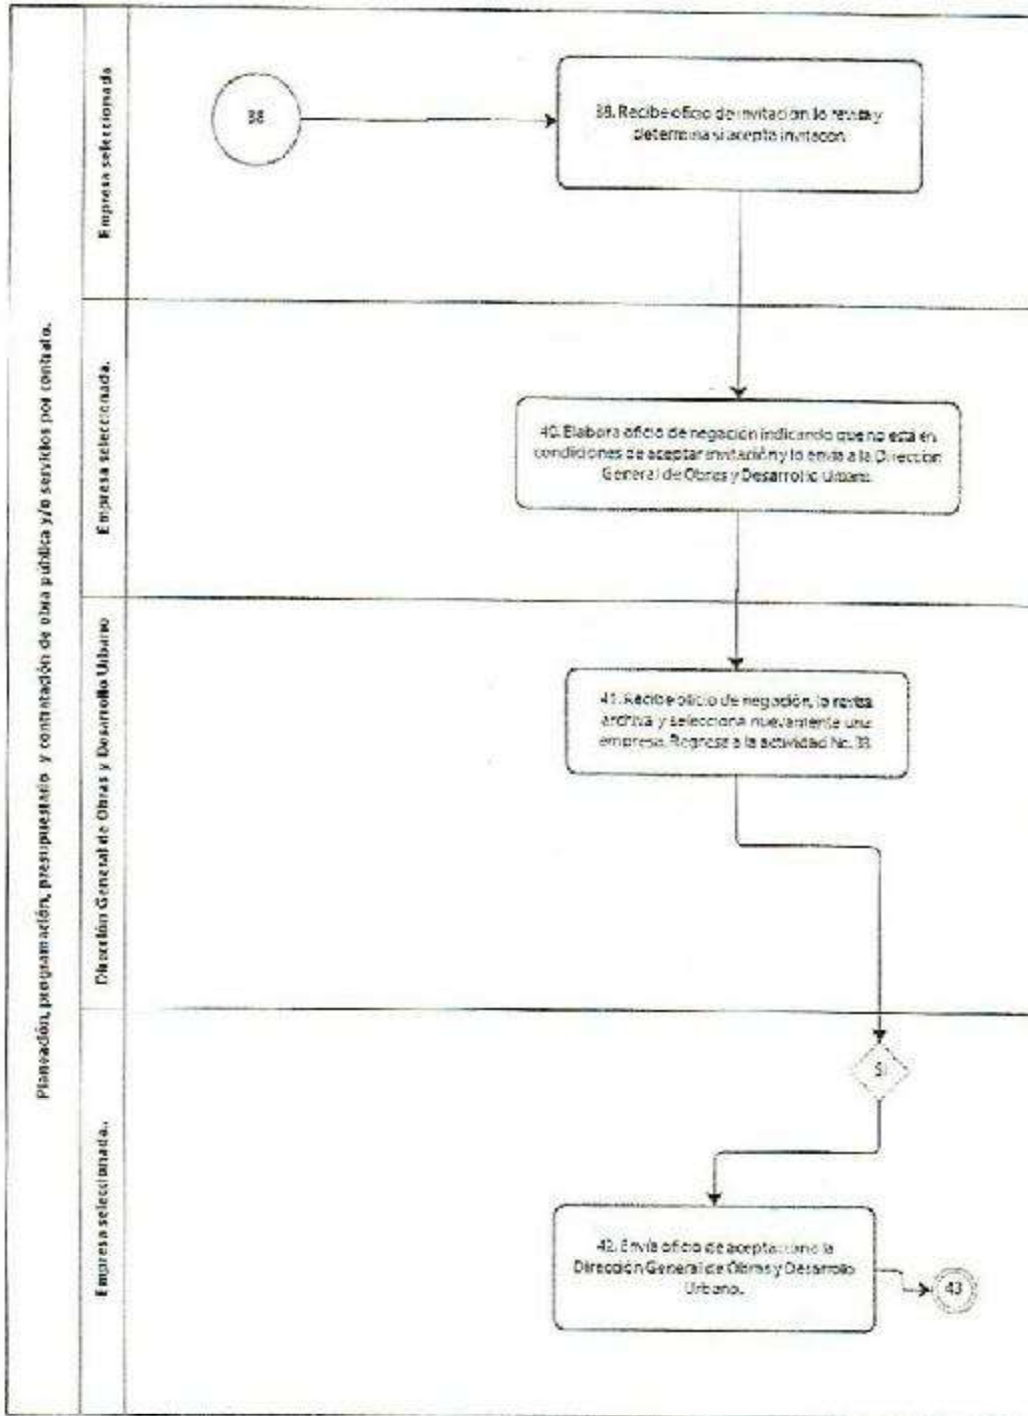 Planeación, programación, presupuestario y contratación de obra pública y/o servicios por contrato.
Empresa seleccionada
38. Recibe oficio de invitación, lo revisa y
determina si acepta invitacón.
Empresa seleccionada.
40. Elabora oficio de negación indicando que no está en
condiciones de aceptar invitación y lo envía a la Dirección
General de Obras y Desarrollo Urbano.
Dirección General de Obras y Desarrollo Urbano
41. Recibe oficio de negación, lo revisa
archiva y selecciona nuevamente una
empresa. Regresa a la actividad No. 38
Empresa seleccionada..
Si
42. Envía oficio de aceptación a la
Dirección General de Obras y Desarrollo
Urbano..
43